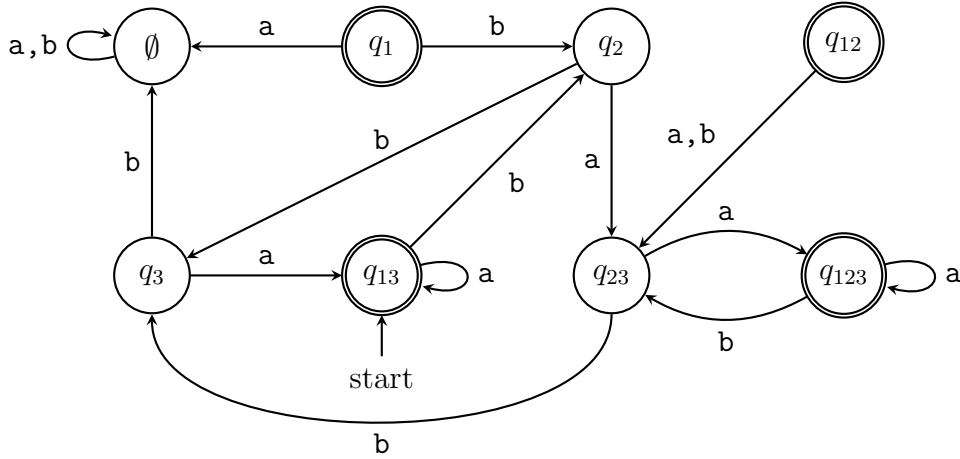 a b
a,b ∅ q₁ q₂ q₁₂
b b a a,b
b
a a
q₃ q₁₃ a q₂₃ q₁₂₃ a
b
start
b